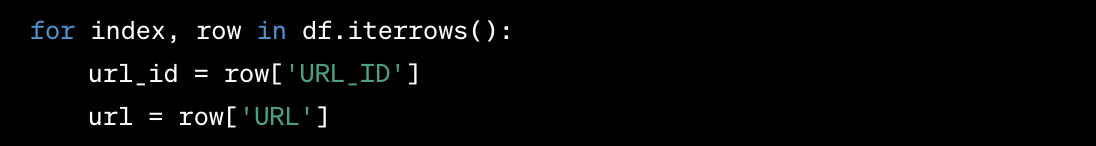 for index, row in df.iterrows():
    url_id = row['URL_ID']
    url = row['URL']